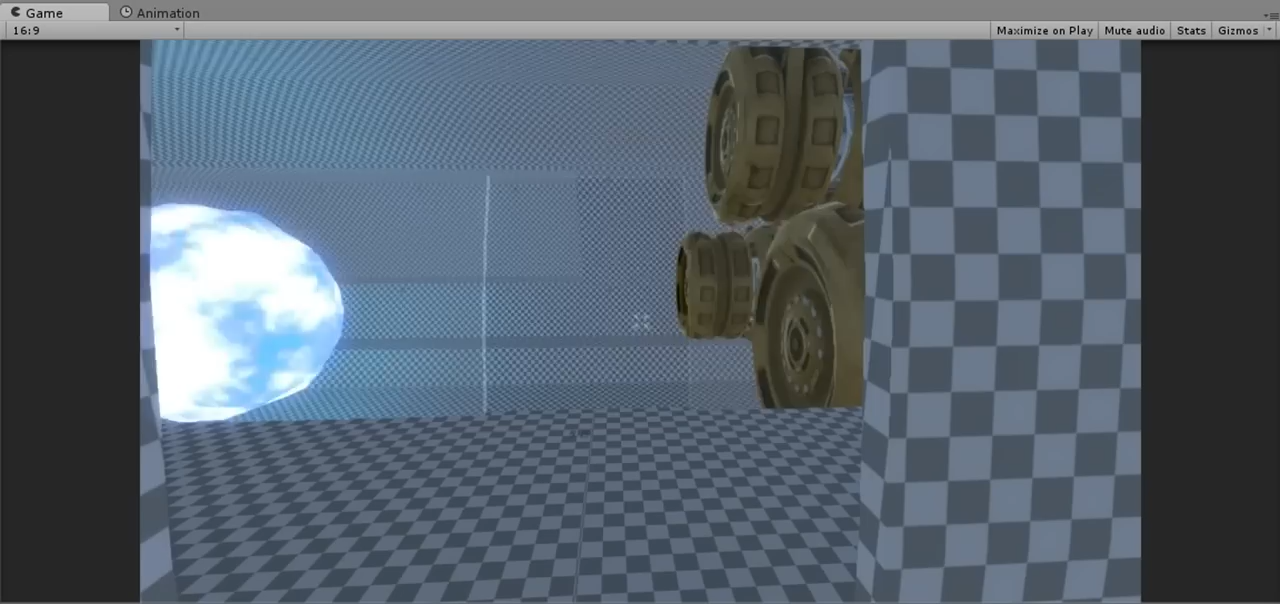 Game
Animation
16:9
Maximize on Play
Mute audio
Stats
Gizmos